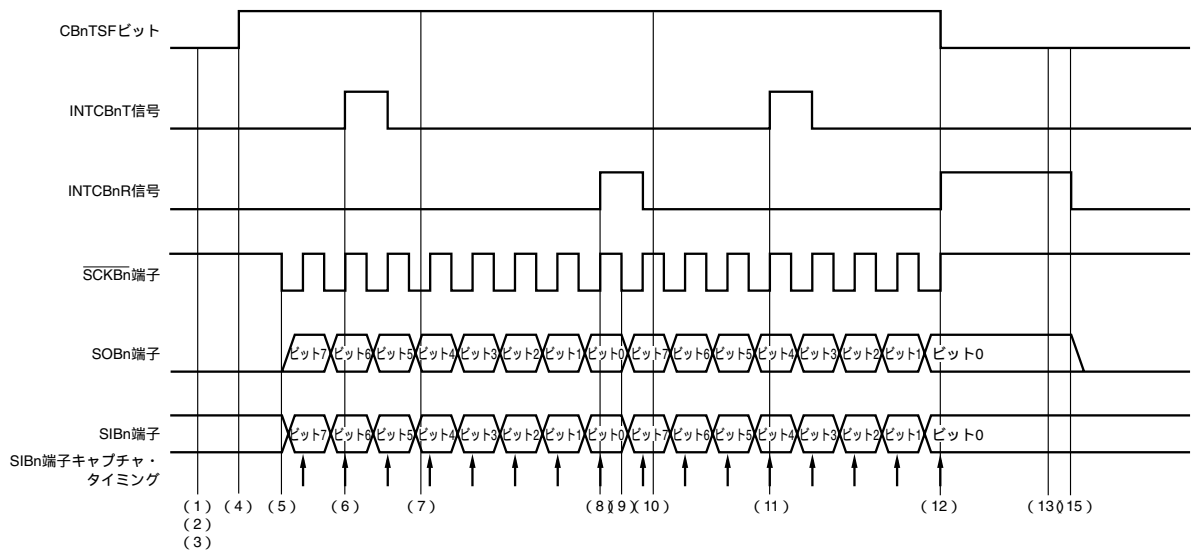 CBnTSFビット
INTCBnT信号
INTCBnR信号
SCKBn端子
SOBn端子
ビット7 ビット6 ビット5 ビット4 ビット3 ビット2 ビット1 ビット0 ビット7 ビット6 ビット5 ビット4 ビット3 ビット2 ビット1 ビット0
SIBn端子
ビット7 ビット6 ビット5 ビット4 ビット3 ビット2 ビット1 ビット0 ビット7 ビット6 ビット5 ビット4 ビット3 ビット2 ビット1 ビット0
SIBn端子キャプチャ・
タイミング
(1) (4) (5) (6) (7) (8)(9)(10) (11) (12) (13)(15)
(2)
(3)